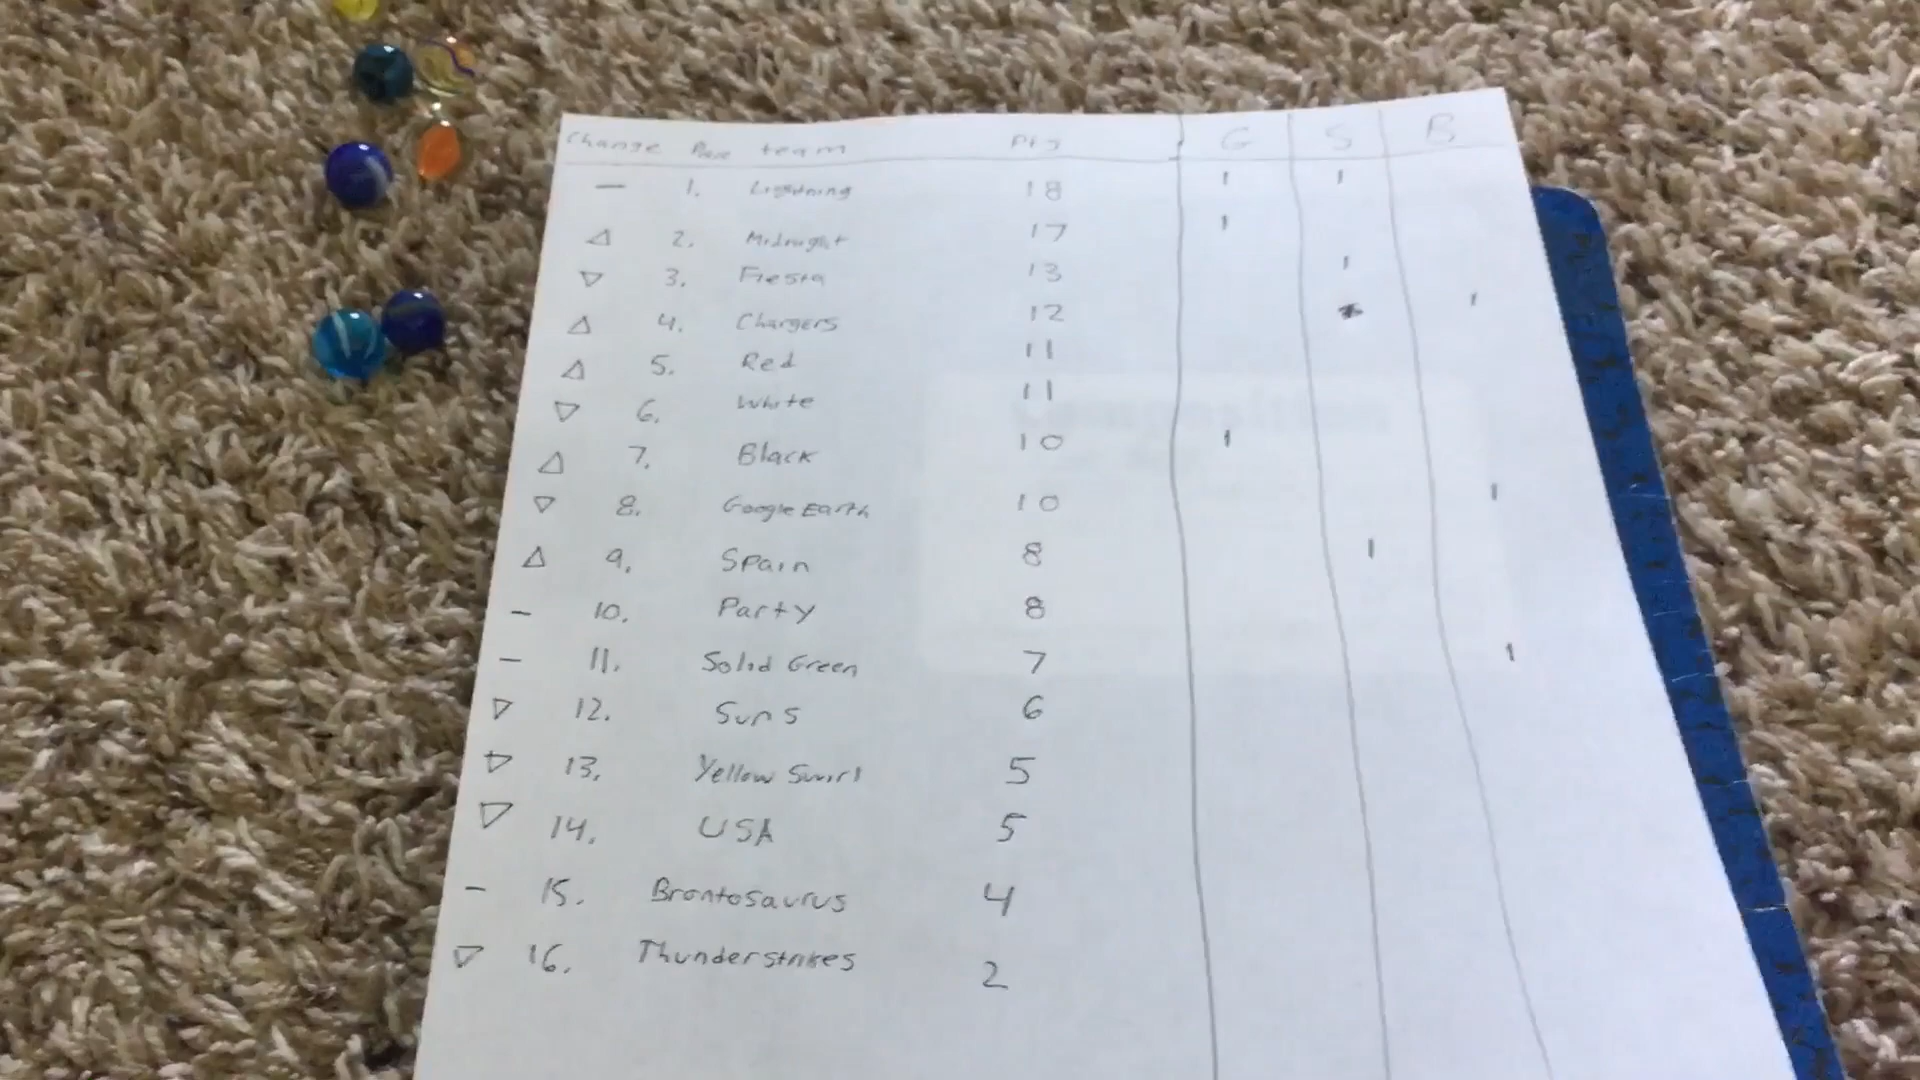 Change Place team Pts G S B
— 1. Lightning 18 1 1
△ 2. Midnight 17 1
▽ 3. Fiesta 13 1
△ 4. Chargers 12 1
△ 5. Red 11
▽ 6. White 11
△ 7. Black 10 1
▽ 8. Google Earth 10 1
△ 9. Spain 8 1
— 10. Party 8
— 11. Solid Green 7 1
▽ 12. Suns 6
▽ 13. Yellow Swirl 5
▽ 14. USA 5
— 15. Brontosaurus 4
▽ 16. Thunderstrikes 2